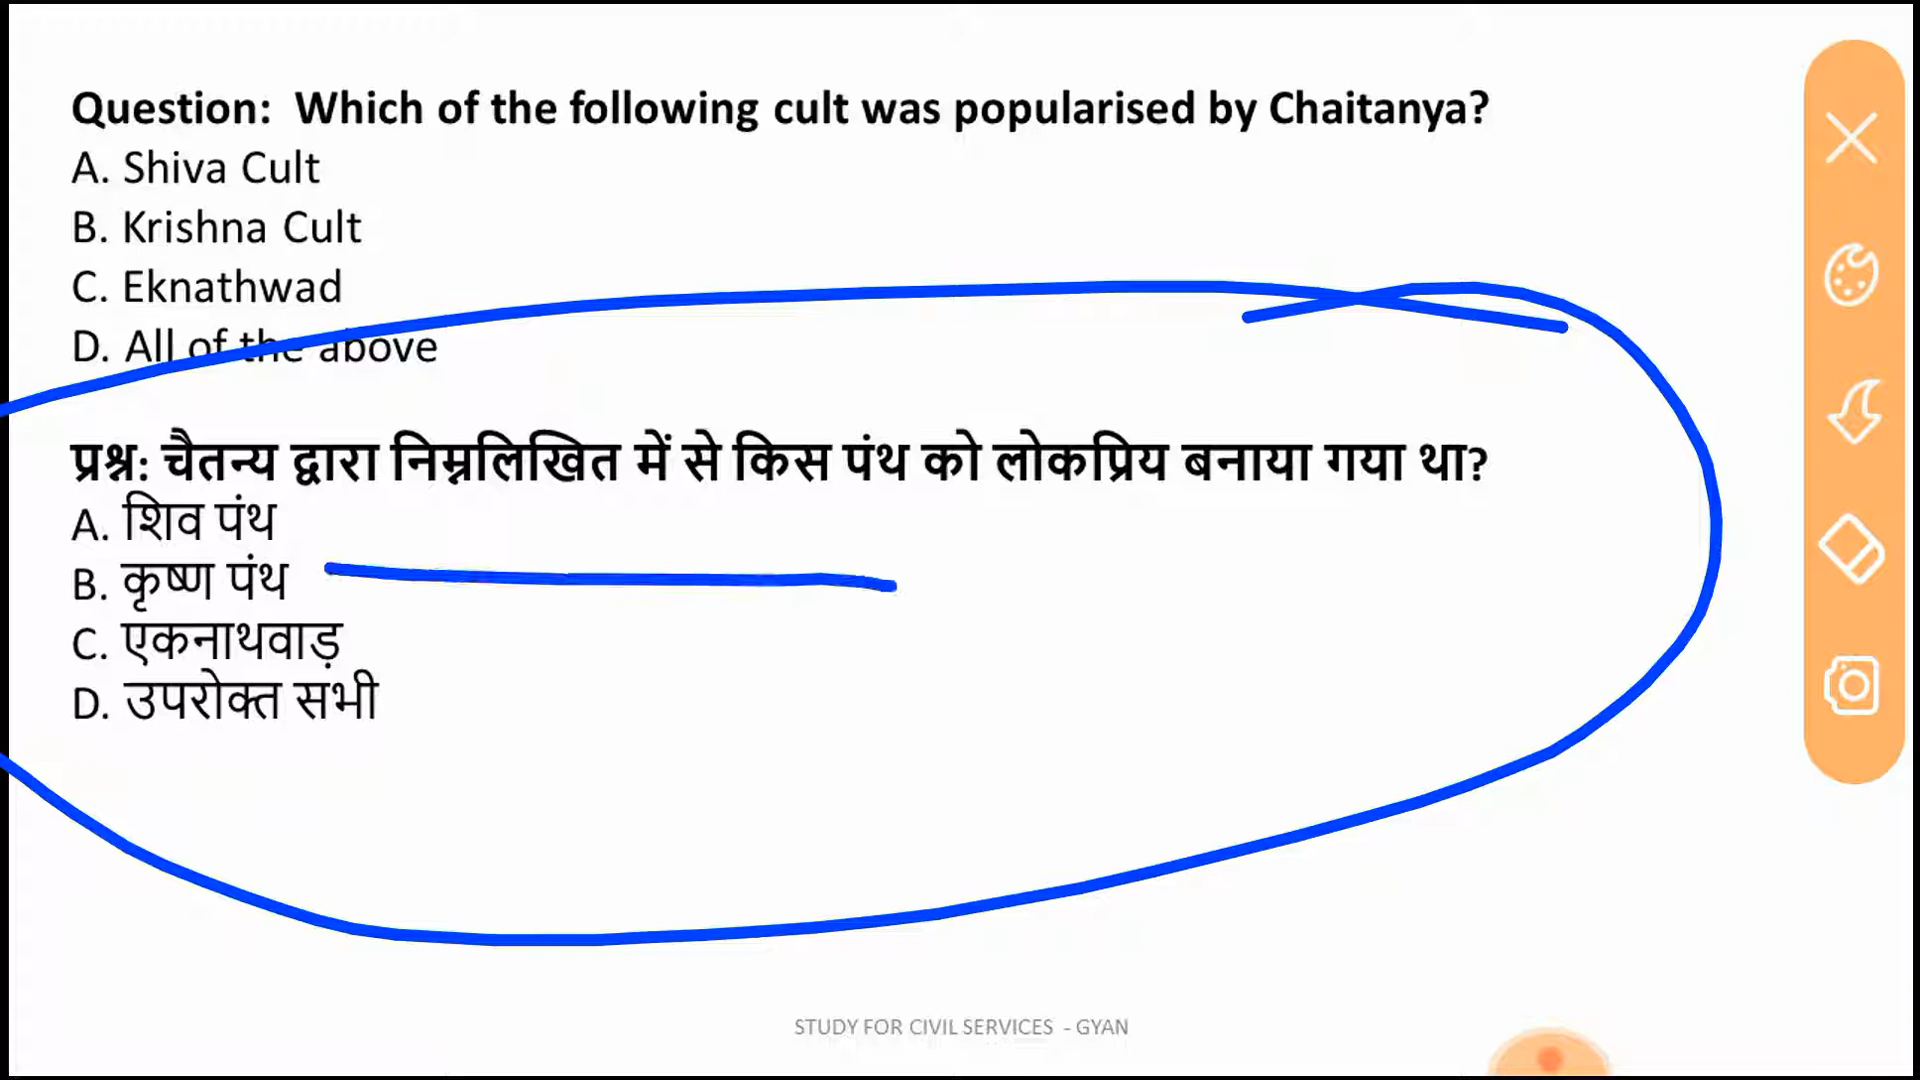 Question: Which of the following cult was popularised by Chaitanya?
A. Shiva Cult
B. Krishna Cult
C. Eknathwad
D. All of the above
प्रश्न: चैतन्य द्वारा निम्नलिखित में से किस पंथ को लोकप्रिय बनाया गया था?
A. शिव पंथ
B. कृष्ण पंथ
C. एकनाथवाड़
D. उपरोक्त सभी
STUDY FOR CIVIL SERVICES - GYAN